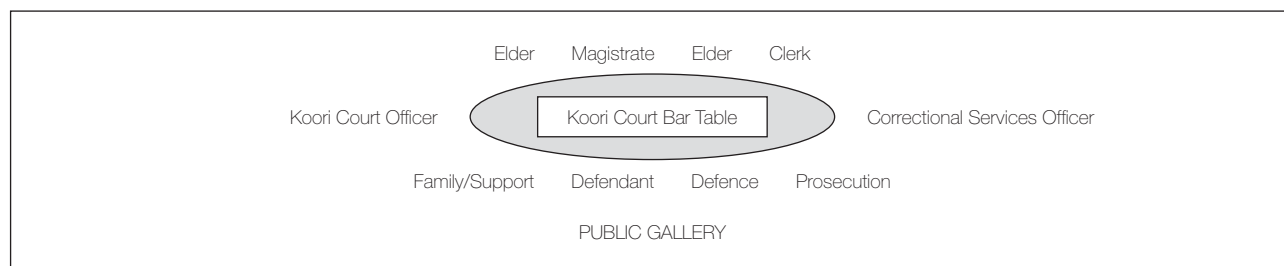 Elder Magistrate Elder Clerk
Koori Court Officer Koori Court Bar Table Correctional Services Officer
Family/Support Defendant Defence Prosecution
PUBLIC GALLERY